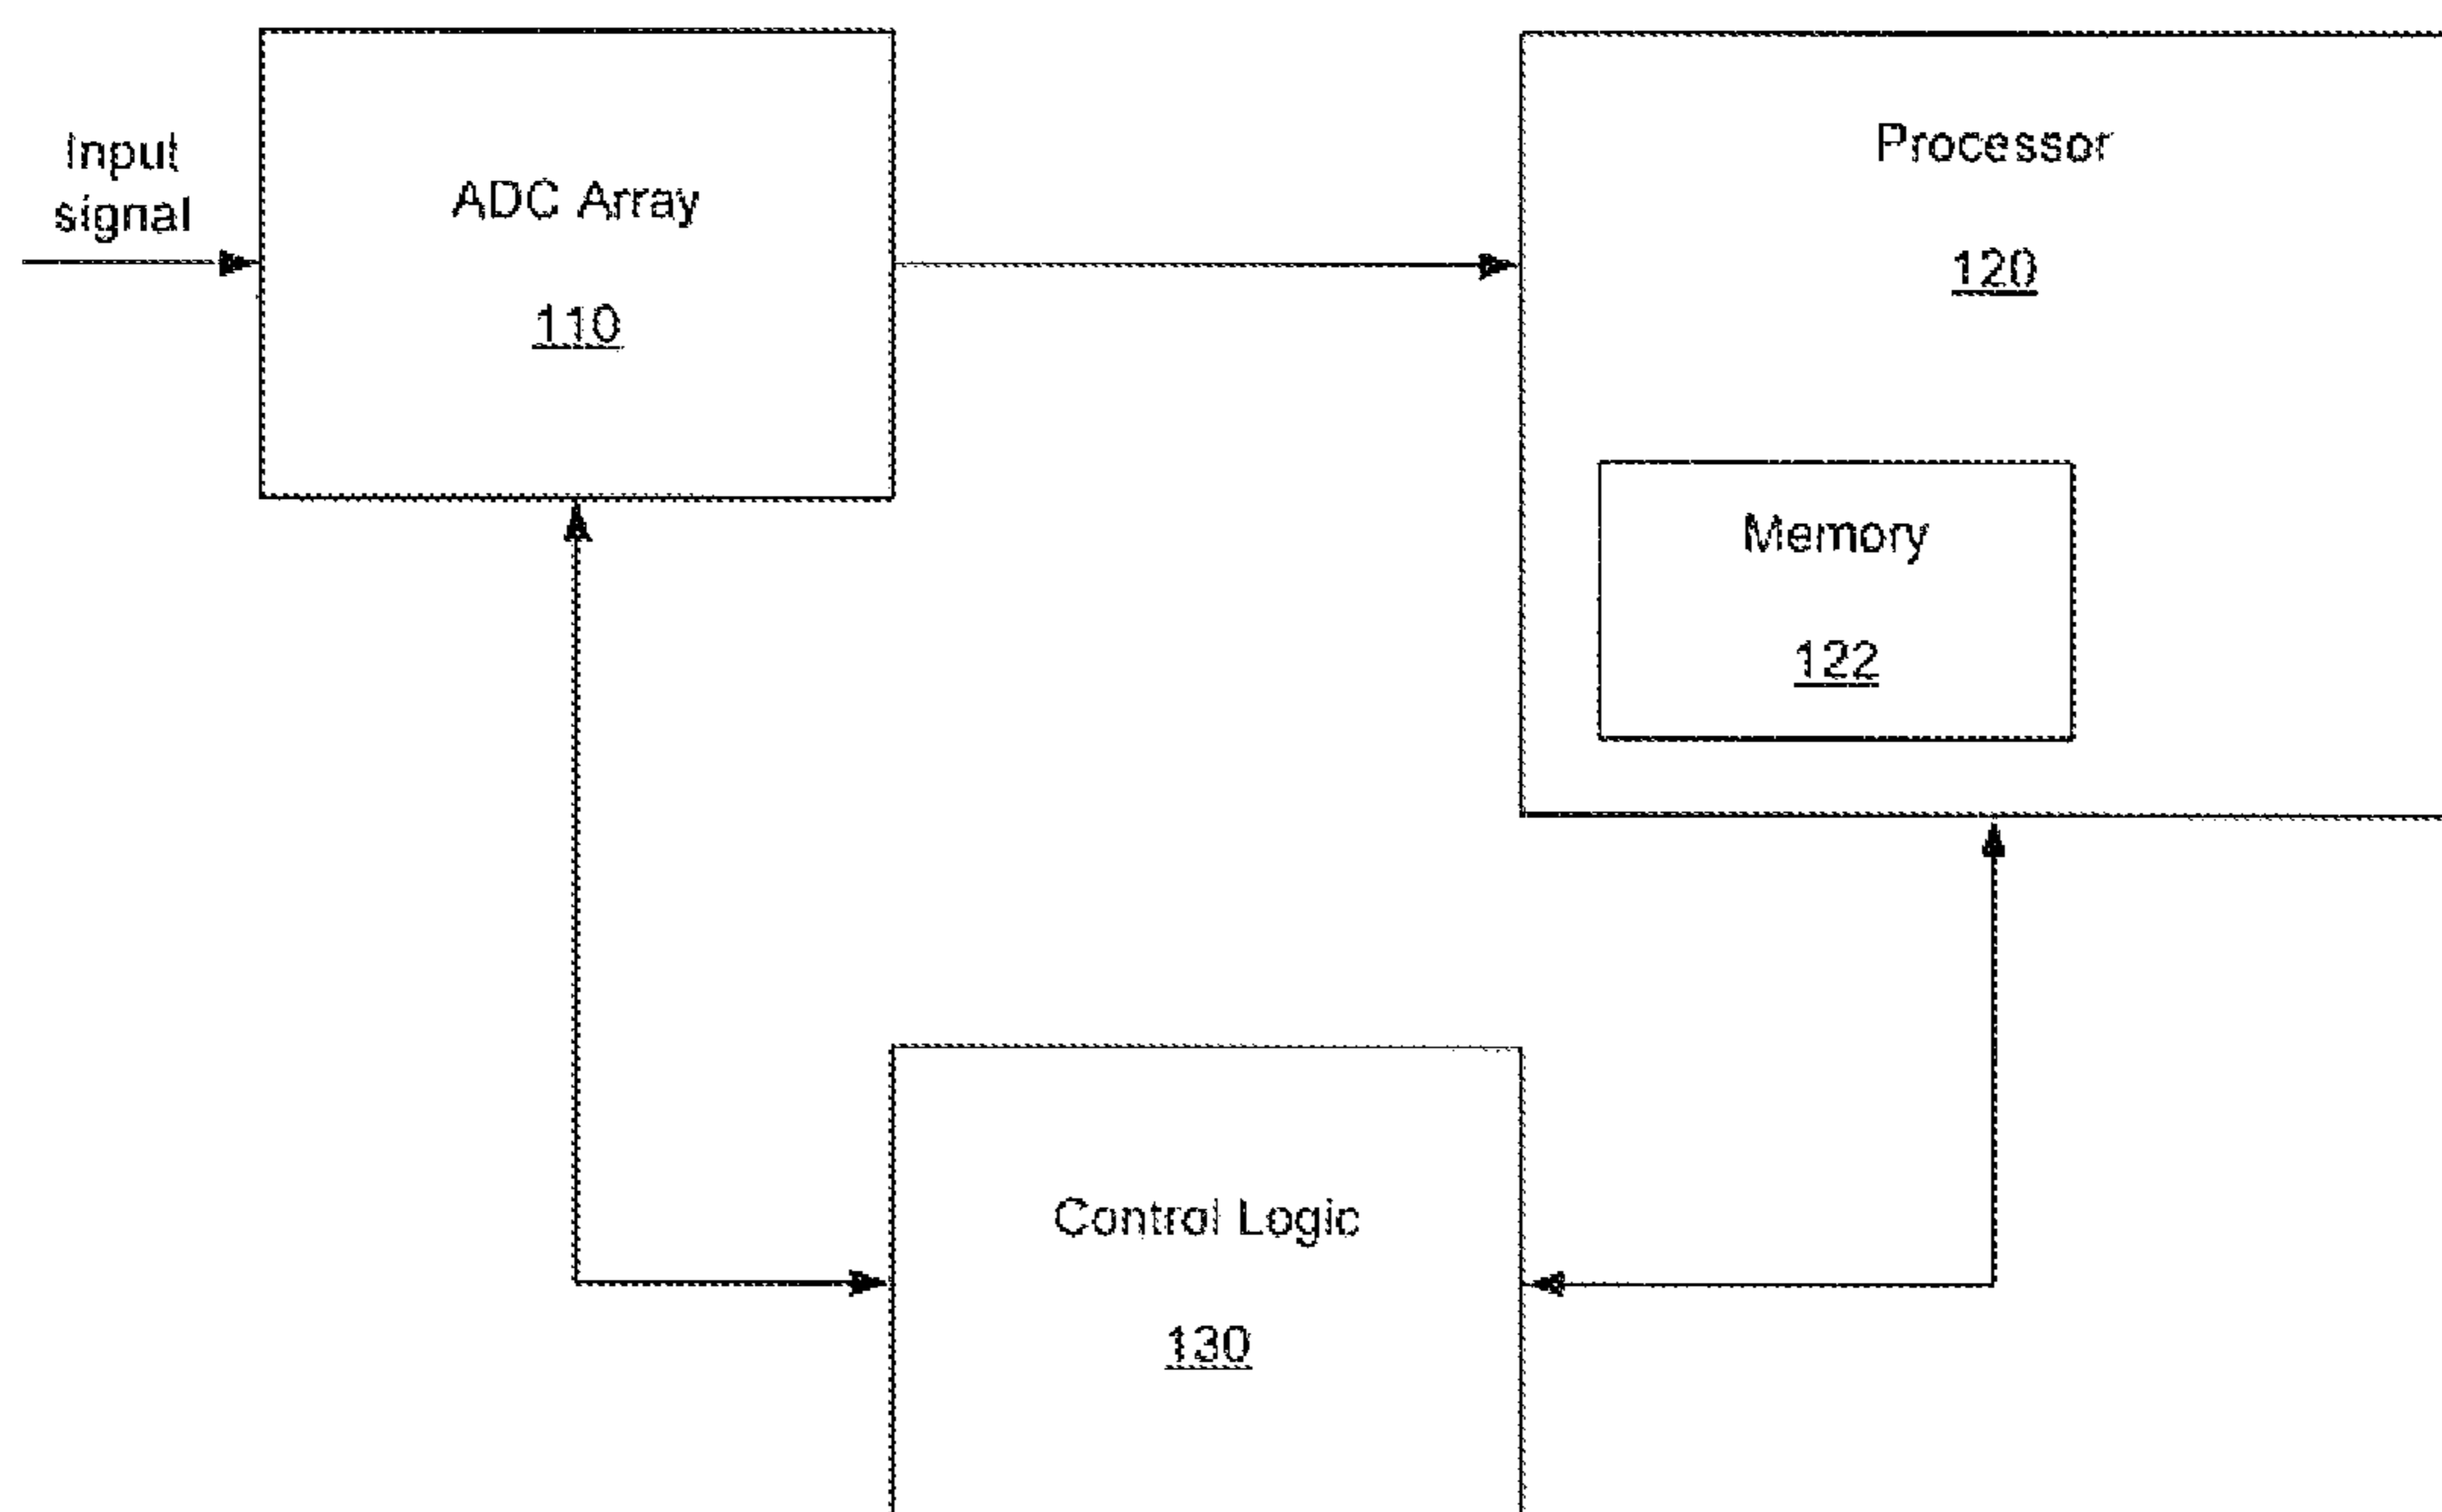 Input
signal
ADC Array
110
Processor
120
Memory
122
Control Logic
130